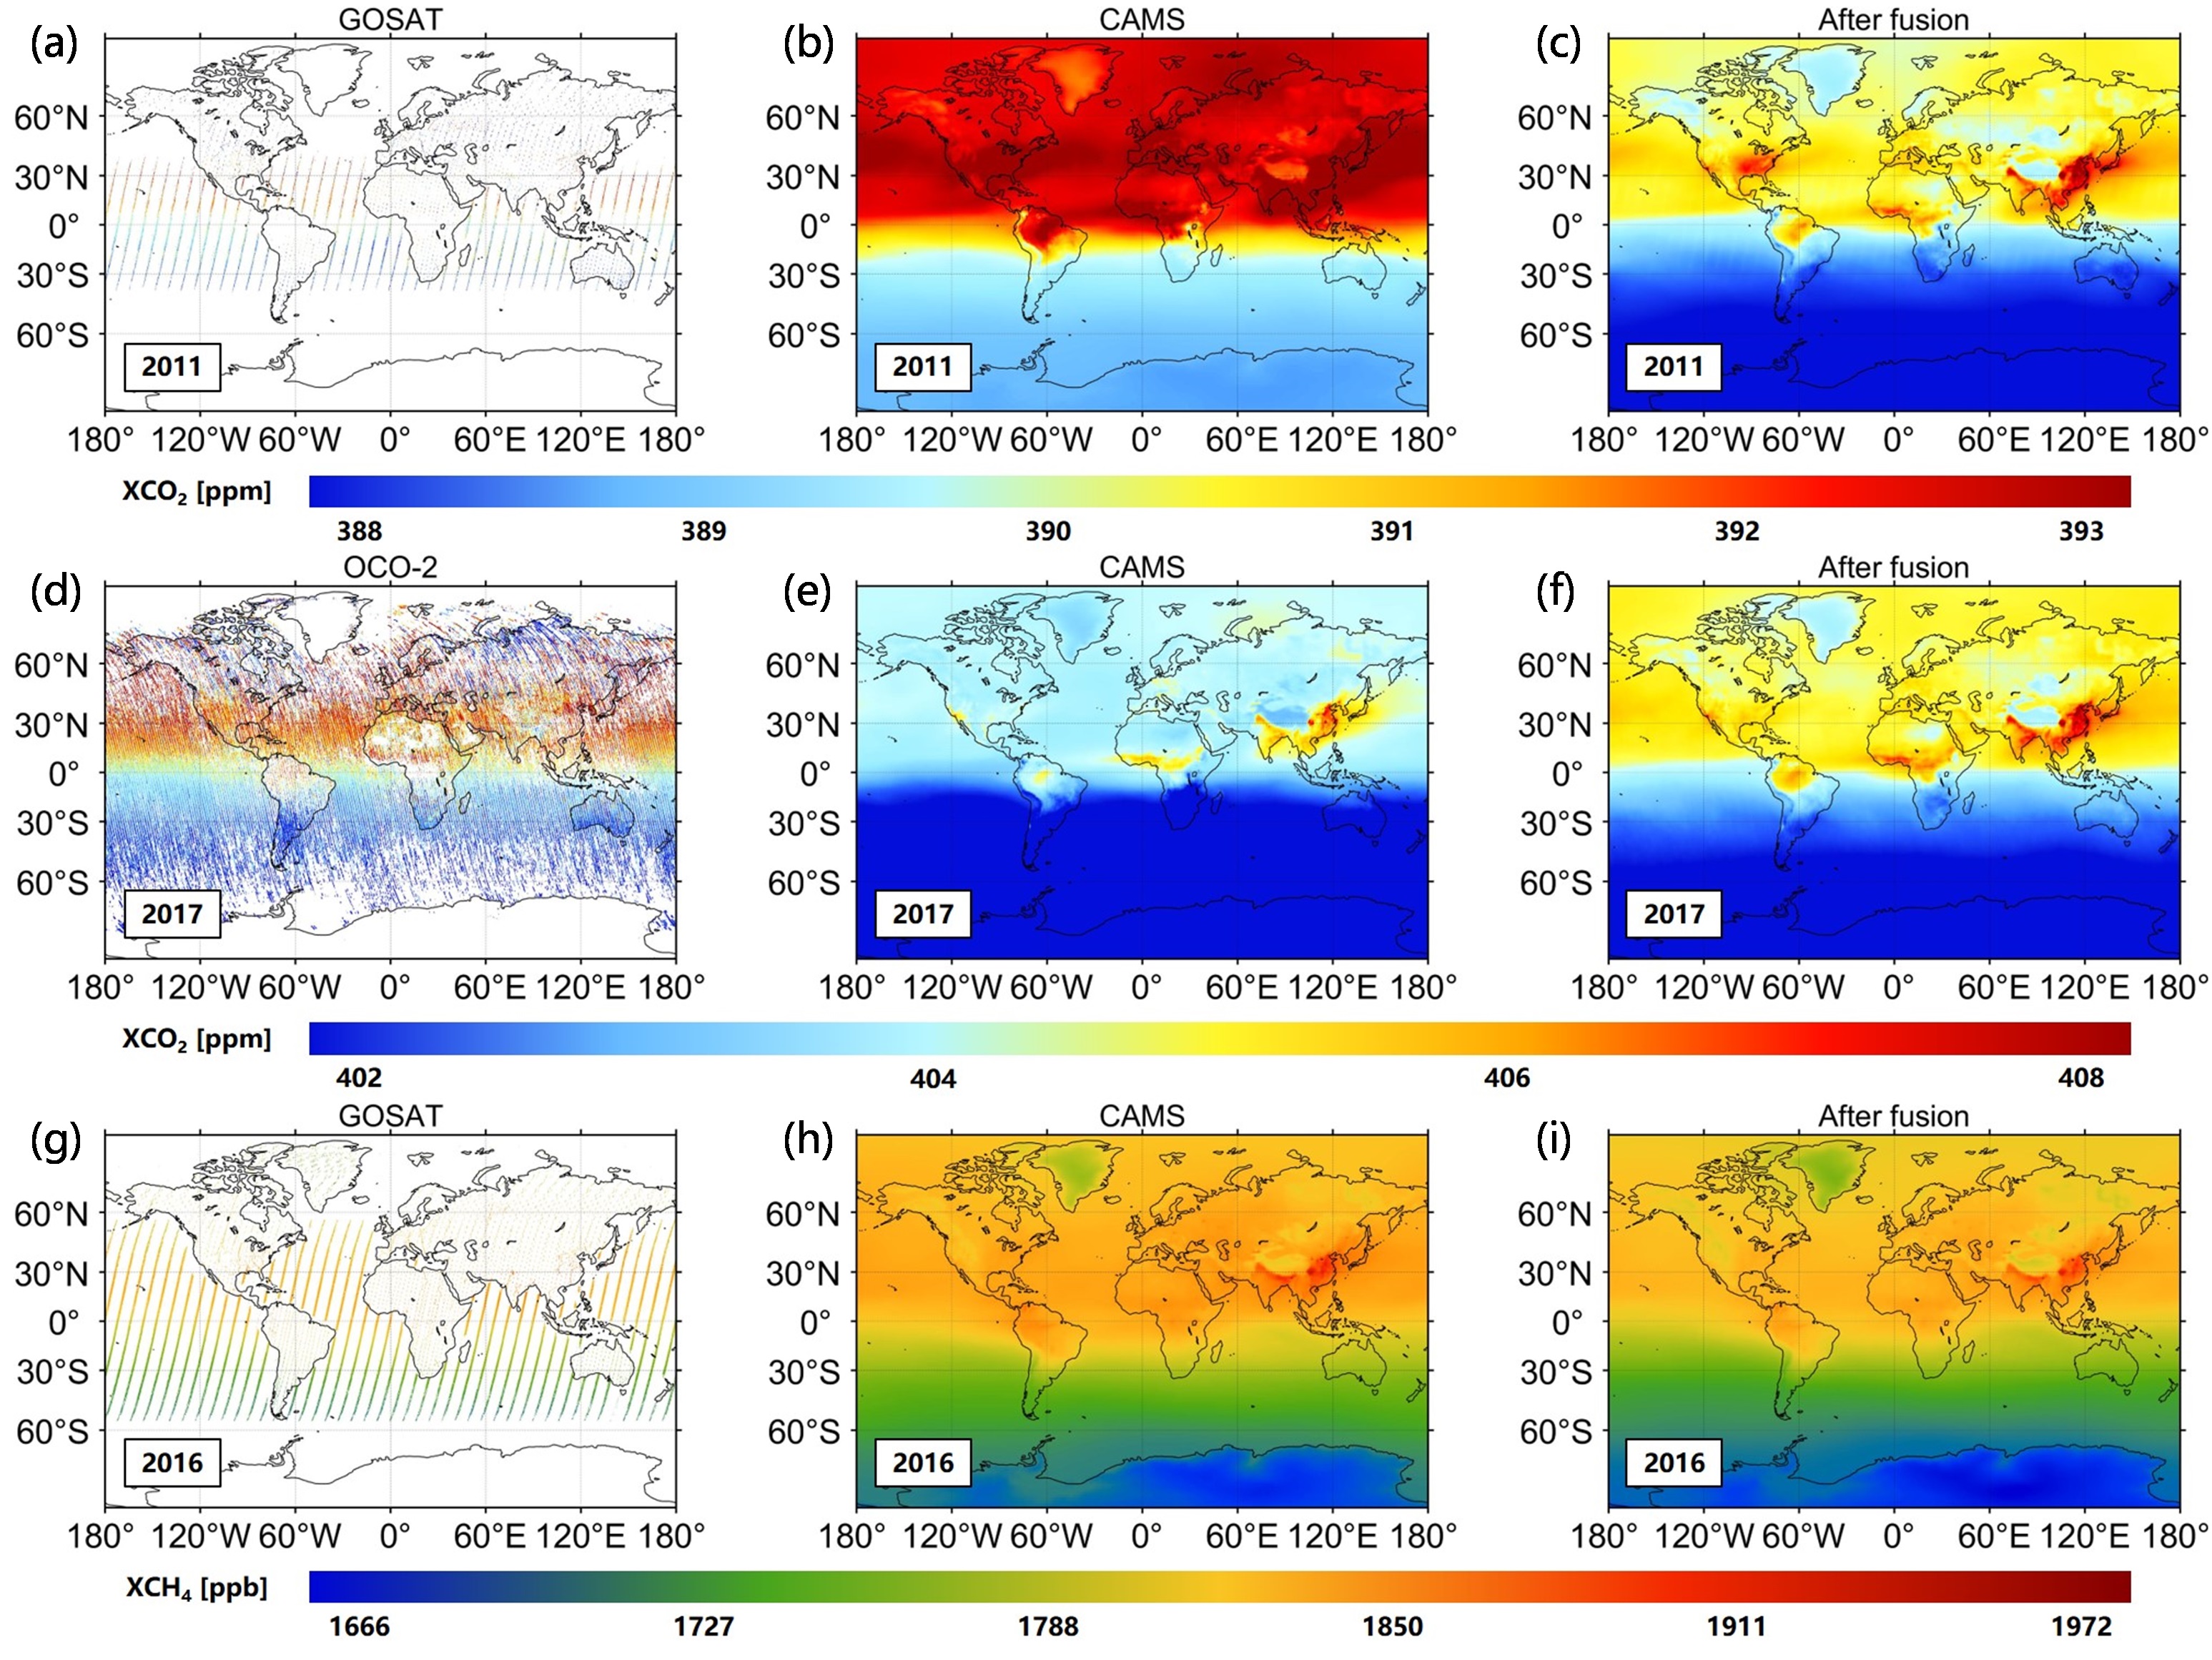 (a) GOSAT (b) CAMS (c) After fusion
60°N 60°N 60°N
30°N 30°N 30°N
0° 0° 0°
30°S 30°S 30°S
60°S 60°S 60°S
2011 2011 2011
180° 120°W 60°W 0° 60°E 120°E 180° 180° 120°W 60°W 0° 60°E 120°E 180° 180° 120°W 60°W 0° 60°E 120°E 180°
XCO₂ [ppm]
388 389 390 391 392 393
(d) OCO-2 (e) CAMS (f) After fusion
60°N 60°N 60°N
30°N 30°N 30°N
0° 0° 0°
30°S 30°S 30°S
60°S 60°S 60°S
2017 2017 2017
180° 120°W 60°W 0° 60°E 120°E 180° 180° 120°W 60°W 0° 60°E 120°E 180° 180° 120°W 60°W 0° 60°E 120°E 180°
XCO₂ [ppm]
402 404 406 408
(g) GOSAT (h) CAMS (i) After fusion
60°N 60°N 60°N
30°N 30°N 30°N
0° 0° 0°
30°S 30°S 30°S
60°S 60°S 60°S
2016 2016 2016
180° 120°W 60°W 0° 60°E 120°E 180° 180° 120°W 60°W 0° 60°E 120°E 180° 180° 120°W 60°W 0° 60°E 120°E 180°
XCH₄ [ppb]
1666 1727 1788 1850 1911 1972